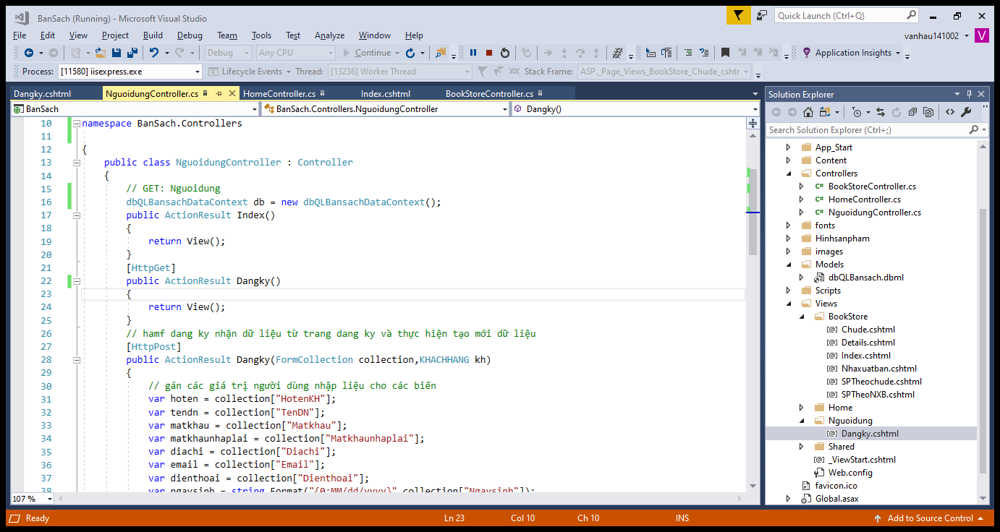 BanSach (Running) - Microsoft Visual Studio
Quick Launch (Ctrl+Q)
File Edit View Project Build Debug Team Tools Test Analyze Window Help
vanhau141002 V
Debug Any CPU Continue Application Insights
Process: [11580] iisexpress.exe Lifecycle Events Thread: [13236] Worker Thread Stack Frame: ASP._Page_Views_BookStore_Chude_cshtr
Dangky.cshtml NguoidungController.cs HomeController.cs Index.cshtml BookStoreController.cs
BanSach BanSach.Controllers.NguoidungController Dangky()
10 namespace BanSach.Controllers
11
12 {
13 public class NguoidungController : Controller
14 {
15 // GET: Nguoidung
16 dbQLBansachDataContext db = new dbQLBansachDataContext();
17 public ActionResult Index()
18 {
19 return View();
20 }
21 [HttpGet]
22 public ActionResult Dangky()
23 {
24 return View();
25 }
26 // hamf dang ky nhận dữ liệu từ trang dang ky và thực hiện tạo mới dữ liệu
27 [HttpPost]
28 public ActionResult Dangky(FormCollection collection,KHACHHANG kh)
29 {
30 // gán các giá trị người dùng nhập liệu cho các biến
31 var hoten = collection["HotenKH"];
32 var tendn = collection["TenDN"];
33 var matkhau = collection["Matkhau"];
34 var matkhaunhaplai = collection["Matkhaunhaplai"];
35 var diachi = collection["Diachi"];
36 var email = collection["Email"];
37 var dienthoai = collection["Dienthoai"];
38 var ngaysinh = string.Format("{0:MM/dd/yyyy}",collection["Ngaysinh"]);
107 %
Solution Explorer
Search Solution Explorer (Ctrl+;)
App_Start
Content
Controllers
C# BookStoreController.cs
C# HomeController.cs
C# NguoidungController.cs
fonts
Hinhsanpham
images
Models
dbQLBansach.dbml
Scripts
Views
BookStore
[@] Chude.cshtml
[@] Details.cshtml
[@] Index.cshtml
[@] Nhaxuatban.cshtml
[@] SPTheochude.cshtml
[@] SPTheoNXB.cshtml
Home
Nguoidung
[@] Dangky.cshtml
Shared
[@] _ViewStart.cshtml
Web.config
favicon.ico
Global.asax
Ready Ln 23 Col 10 Ch 10 INS Add to Source Control